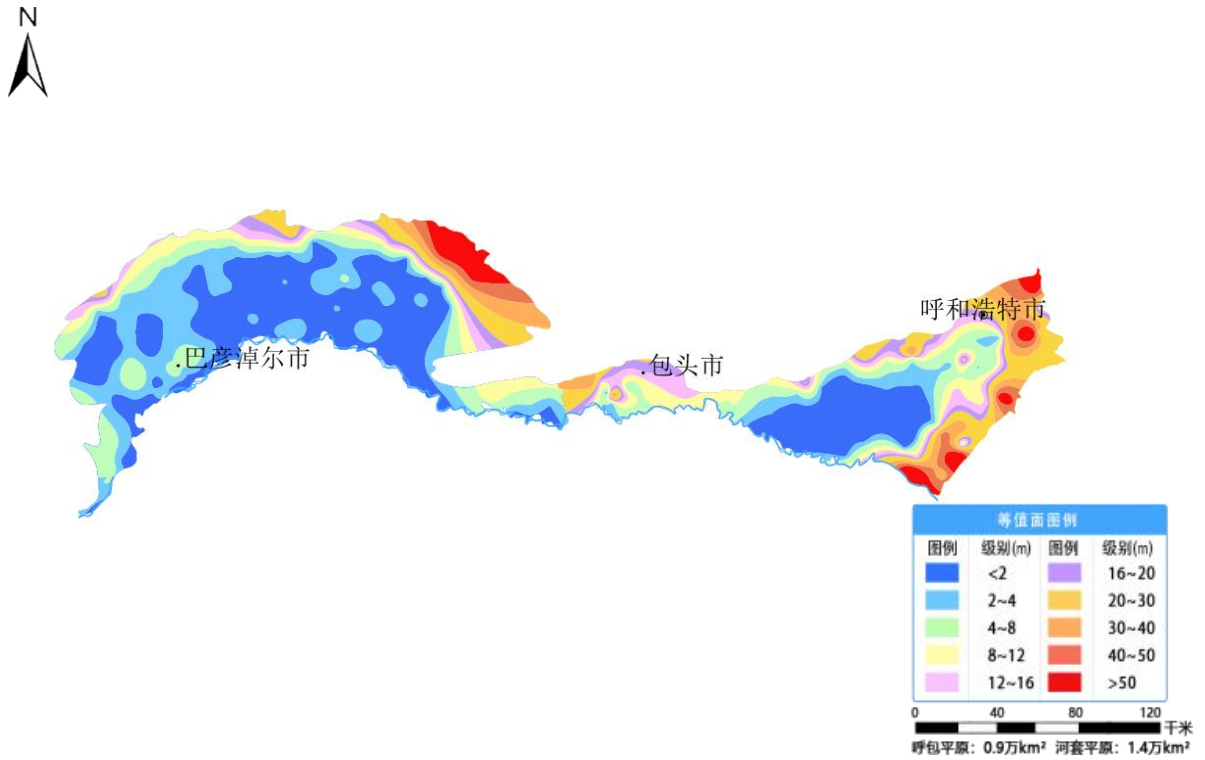 N
呼和浩特市
巴彦淖尔市
包头市
等值面图例
图例 级别(m) 图例 级别(m)
<2 16~20
2~4 20~30
4~8 30~40
8~12 40~50
12~16 >50
0 40 80 120
千米
呼包平原：0.9万km² 河套平原：1.4万km²